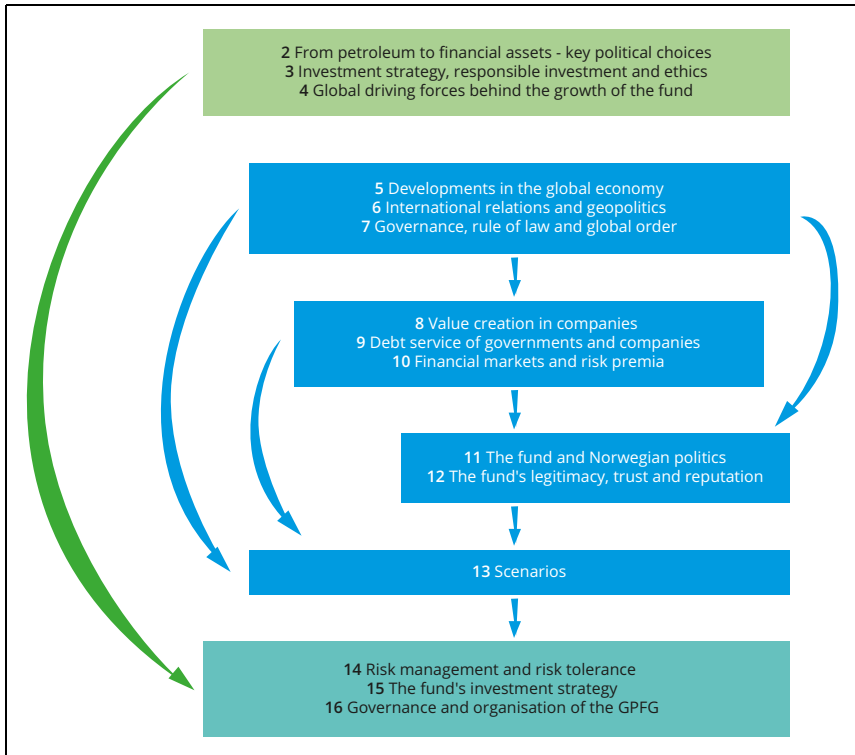 2 From petroleum to financial assets - key political choices
3 Investment strategy, responsible investment and ethics
4 Global driving forces behind the growth of the fund
5 Developments in the global economy
6 International relations and geopolitics
7 Governance, rule of law and global order
8 Value creation in companies
9 Debt service of governments and companies
10 Financial markets and risk premia
11 The fund and Norwegian politics
12 The fund's legitimacy, trust and reputation
13 Scenarios
14 Risk management and risk tolerance
15 The fund's investment strategy
16 Governance and organisation of the GPFG